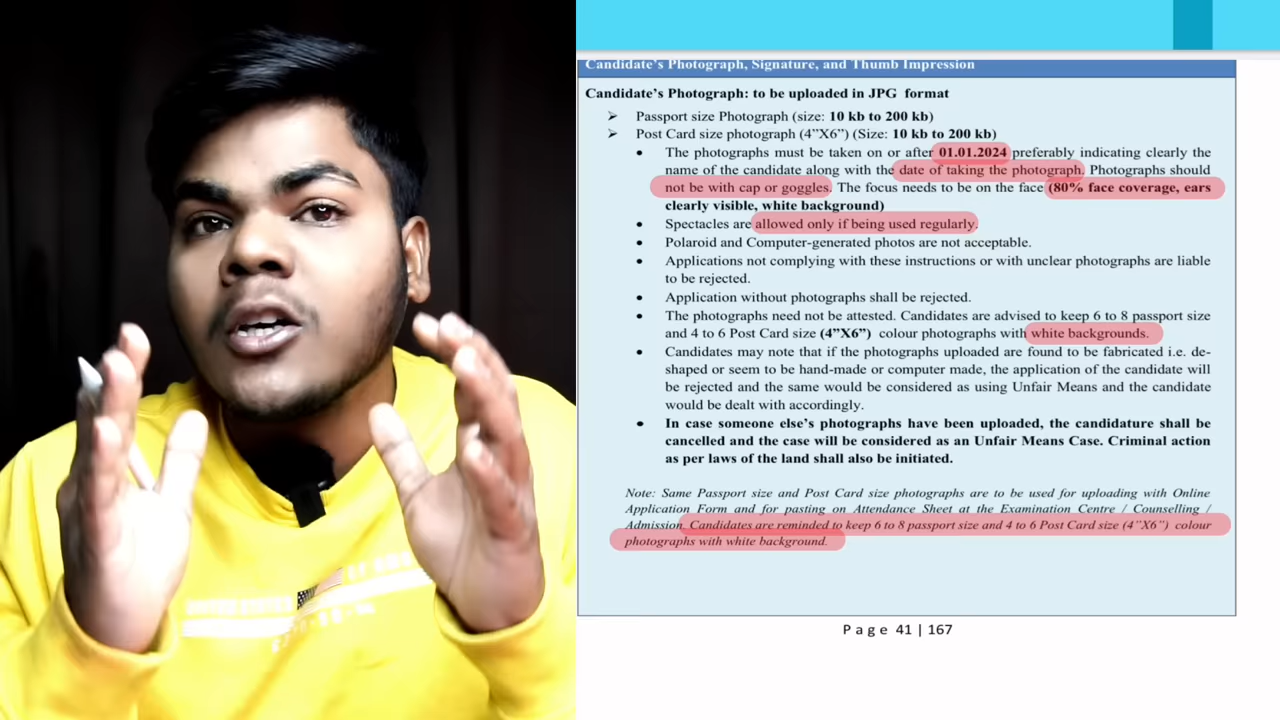 Candidate's Photograph, Signature, and Thumb Impression
Candidate's Photograph: to be uploaded in JPG format
➢ Passport size Photograph (size: 10 kb to 200 kb)
➢ Post Card size photograph (4”X6”) (Size: 10 kb to 200 kb)
• The photographs must be taken on or after 01.01.2024 preferably indicating clearly the
name of the candidate along with the date of taking the photograph. Photographs should
not be with cap or goggles. The focus needs to be on the face (80% face coverage, ears
clearly visible, white background)
• Spectacles are allowed only if being used regularly.
• Polaroid and Computer-generated photos are not acceptable.
• Applications not complying with these instructions or with unclear photographs are liable
to be rejected.
• Application without photographs shall be rejected.
• The photographs need not be attested. Candidates are advised to keep 6 to 8 passport size
and 4 to 6 Post Card size (4”X6”) colour photographs with white backgrounds.
• Candidates may note that if the photographs uploaded are found to be fabricated i.e. de-
shaped or seem to be hand-made or computer made, the application of the candidate will
be rejected and the same would be considered as using Unfair Means and the candidate
would be dealt with accordingly.
• In case someone else's photographs have been uploaded, the candidature shall be
cancelled and the case will be considered as an Unfair Means Case. Criminal action
as per laws of the land shall also be initiated.
Note: Same Passport size and Post Card size photographs are to be used for uploading with Online
Application Form and for pasting on Attendance Sheet at the Examination Centre / Counselling /
Admission. Candidates are reminded to keep 6 to 8 passport size and 4 to 6 Post Card size (4”X6”) colour
photographs with white background.
Page 41 | 167
UNITED STATES